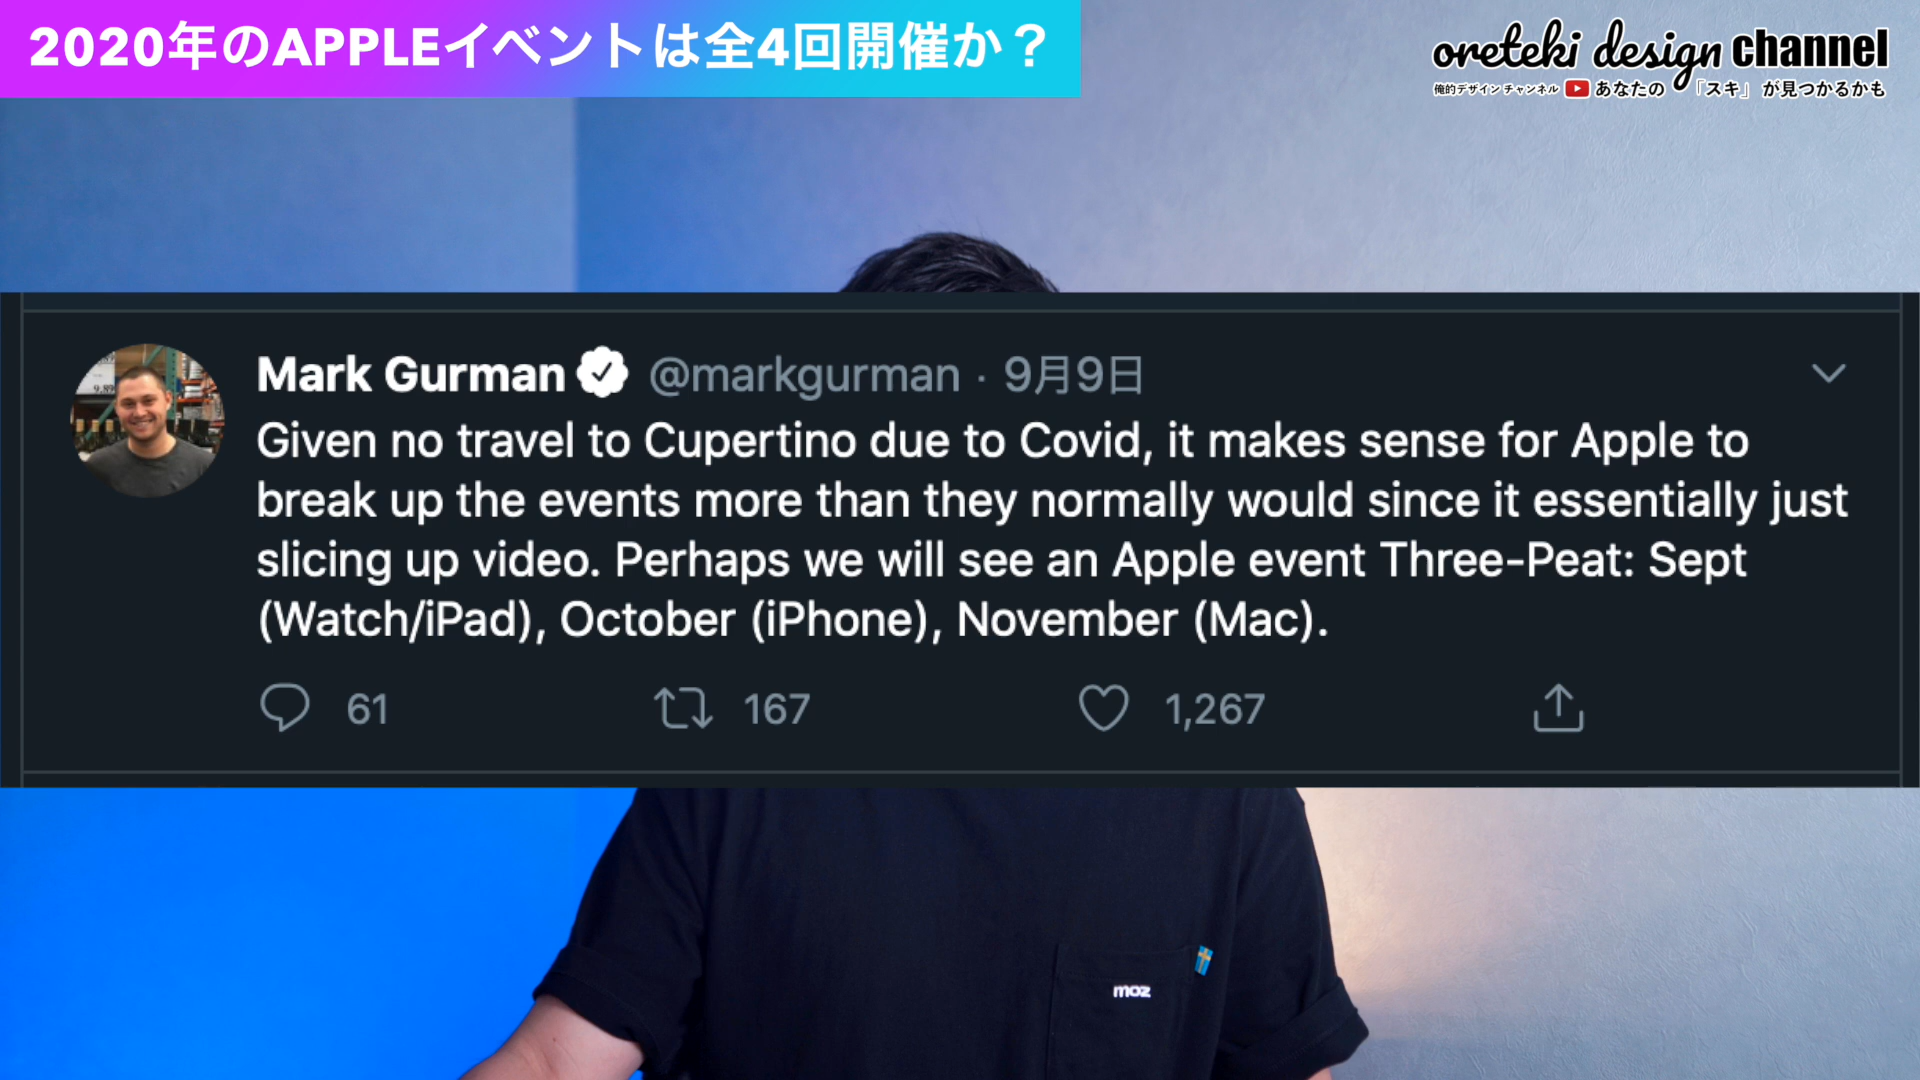 2020年のAPPLEイベントは全4回開催か？
oreteki design channel
俺的デザインチャンネル あなたの「スキ」が見つかるかも
Mark Gurman @markgurman · 9月9日
Given no travel to Cupertino due to Covid, it makes sense for Apple to
break up the events more than they normally would since it essentially just
slicing up video. Perhaps we will see an Apple event Three-Peat: Sept
(Watch/iPad), October (iPhone), November (Mac).
61 167 1,267
moz